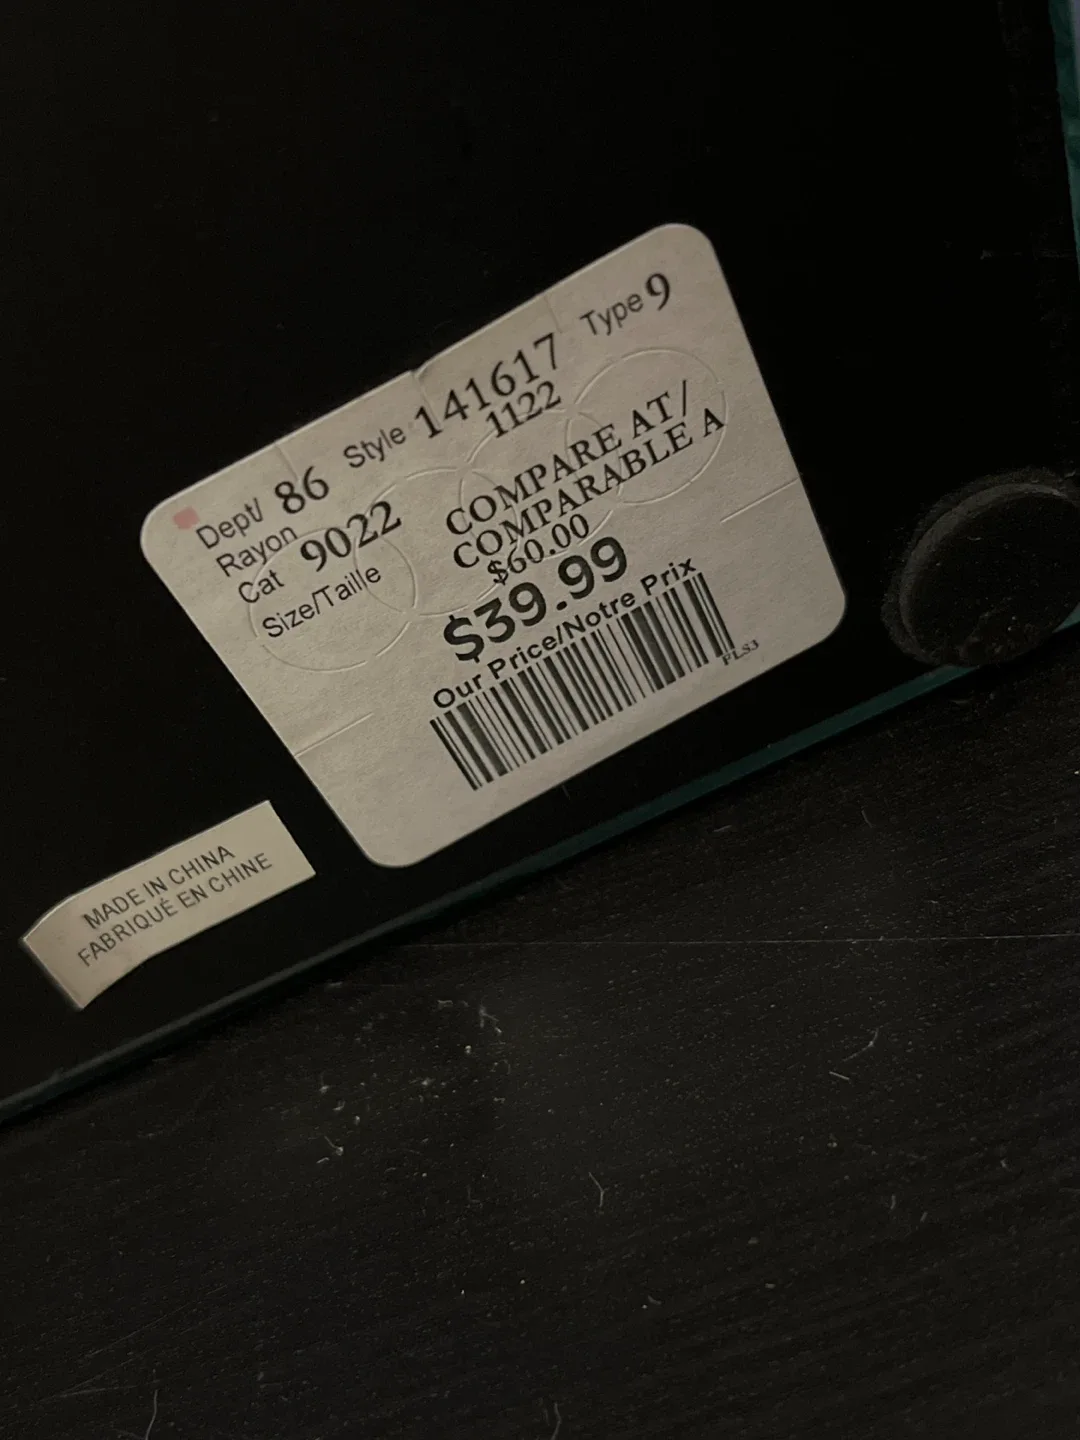 Dept/ 86 Style 141617 Type 9
Rayon 1122
Cat 9022 COMPARE AT/
Size/Taille COMPARABLE A
$60.00
$39.99
Our Price/Notre Prix
PLS3
MADE IN CHINA
FABRIQUÉ EN CHINE